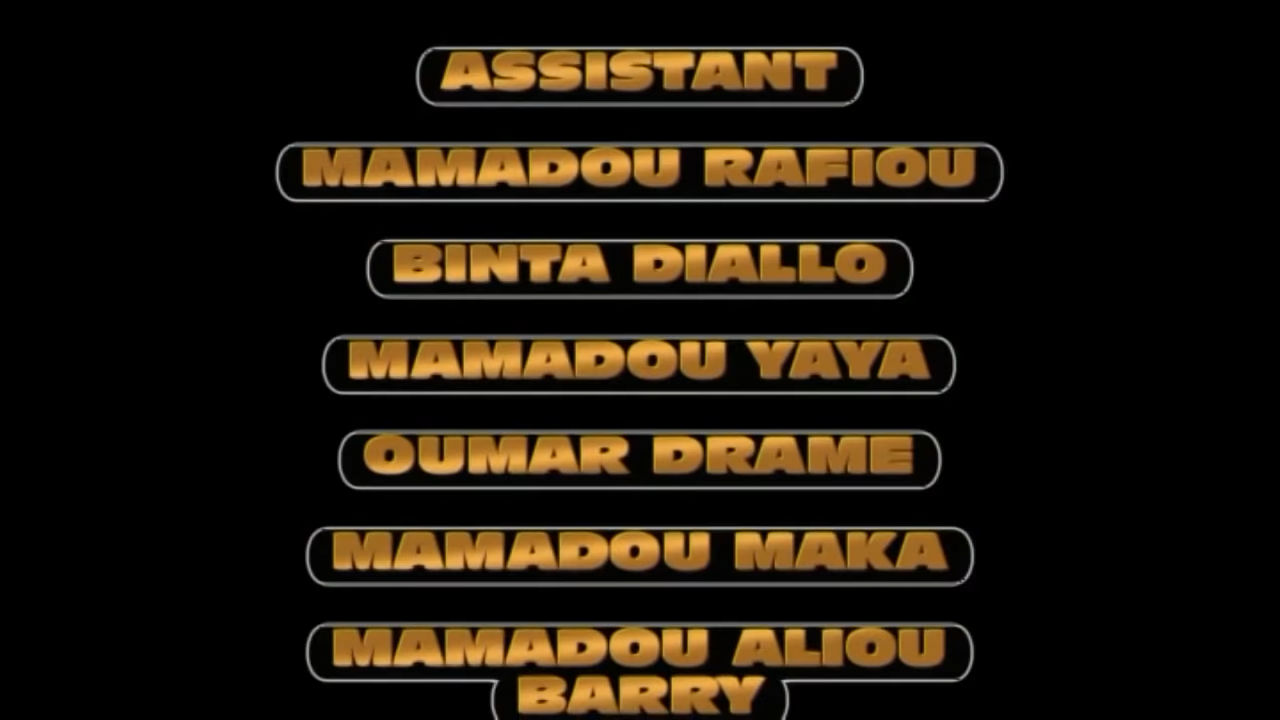 ASSISTANT
MAMADOU RAFIOU
BINTA DIALLO
MAMADOU YAYA
OUMAR DRAME
MAMADOU MAKA
MAMADOU ALIOU
BARRY